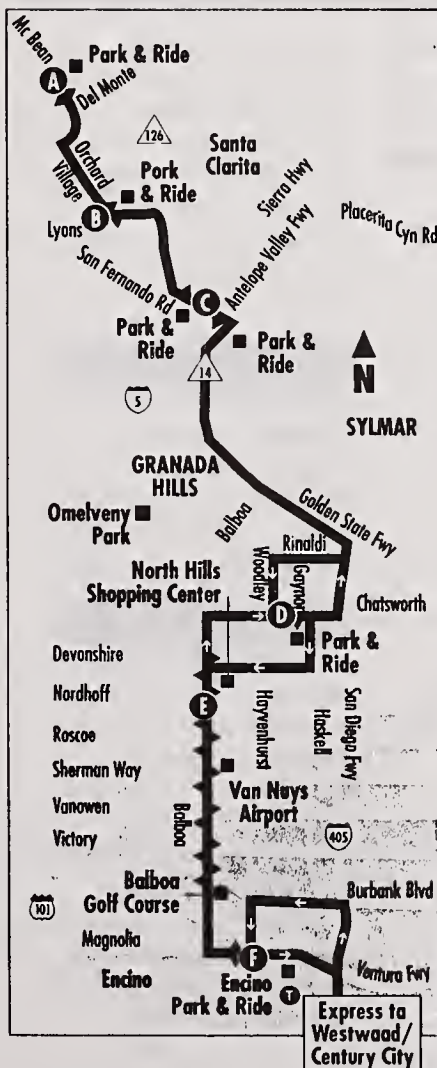 Mc Bean
Park & Ride
A
Del Monte
126
Santa
Clarita
Orchard
Village
Pork
& Ride
Sierra Hwy
Placerita Cyn Rd
B
Lyons
San Fernando Rd
C
Antelope Valley Fwy
Park &
Ride
Park &
Ride
14
N
5
SYLMAR
GRANADA
HILLS
Golden State Fwy
Omelveny
Park
Balboa
Rinaldi
North Hills
Shopping Center
Woodley
Gaynor
D
Chatsworth
Park &
Ride
Devonshire
Nordhoff
E
Hayvenhurst
Haskell
San Diego Fwy
Roscoe
Sherman Way
Van Nuys
Airport
Vanowen
Balboa
Victory
405
Balboa
Golf Course
Burbank Blvd
101
Magnolia
F
Encino
Encino
Park & Ride
T
Ventura Fwy
Express ta
Westwaad/
Century City